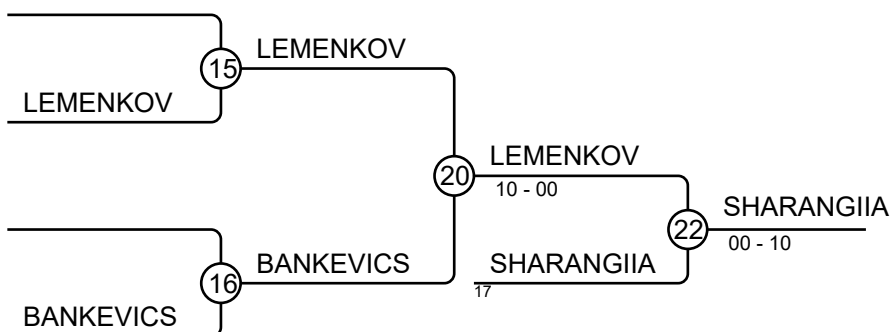 LEMENKOV
15
LEMENKOV
LEMENKOV
20
10 - 00
SHARANGIIA
22
00 - 10
BANKEVICS
SHARANGIIA
16
17
BANKEVICS